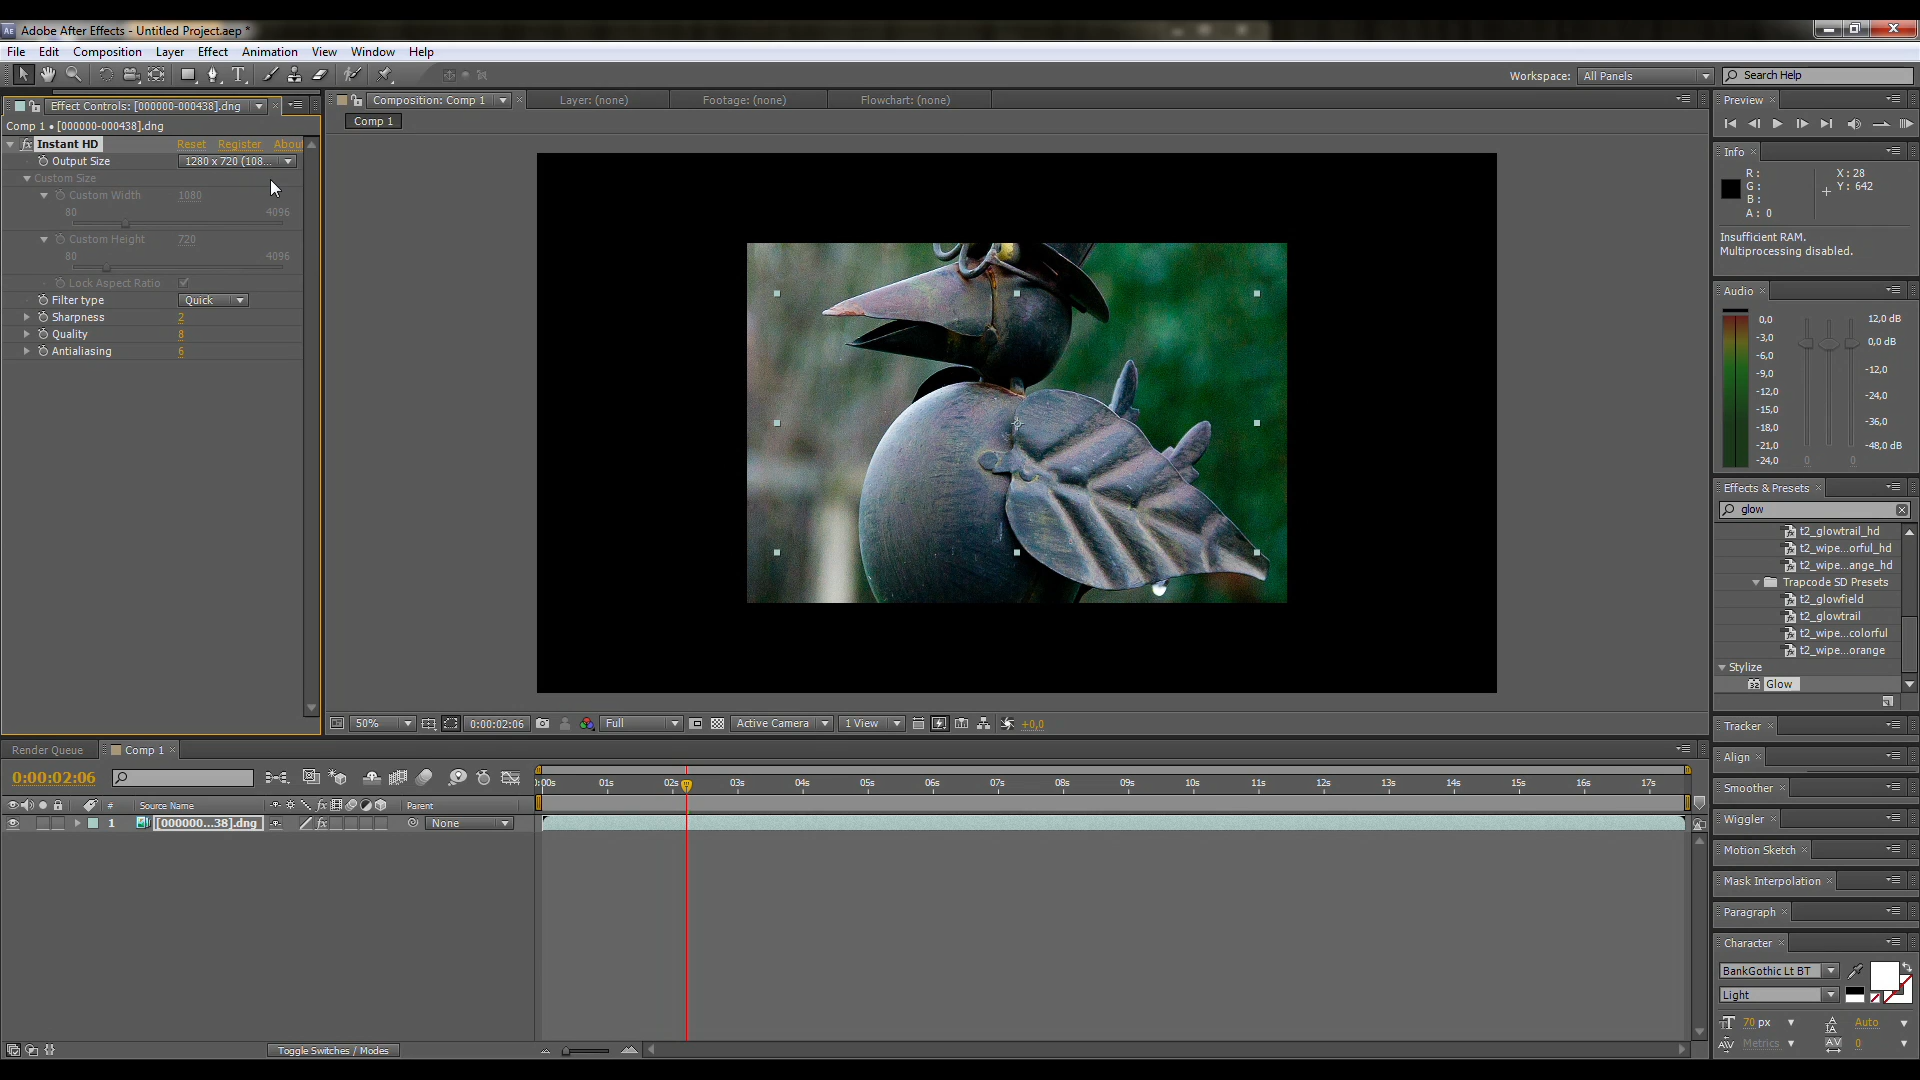 Adobe After Effects - Untitled Project.aep *
File Edit Composition Layer Effect Animation View Window Help
Workspace: All Panels
Search Help
Effect Controls: [000000-000438].dng
Comp 1 • [000000-000438].dng
Instant HD Reset Register About
Output Size 1280 x 720 (108...
Custom Size
Custom Width 1080
80 4096
Custom Height 720
80 4096
Lock Aspect Ratio
Filter type Quick
Sharpness 2
Quality 8
Antialiasing 6
Composition: Comp 1
Layer: (none)
Footage: (none)
Flowchart: (none)
Comp 1
50%
0:00:02:06
Full
Active Camera
1 View
+0,0
Preview
Info
R:
G:
B:
A: 0
X: 28
Y: 642
Insufficient RAM.
Multiprocessing disabled.
Audio
0,0
-3,0
-6,0
-9,0
-12,0
-15,0
-18,0
-21,0
-24,0
12,0 dB
0,0 dB
-12,0
-24,0
-36,0
-48,0 dB
0 0
Effects & Presets
glow
t2_glowtrail_hd
t2_wipe...orful_hd
t2_wipe...ange_hd
Trapcode SD Presets
t2_glowfield
t2_glowtrail
t2_wipe...colorful
t2_wipe...orange
Stylize
Glow
Tracker
Align
Smoother
Wiggler
Motion Sketch
Mask Interpolation
Paragraph
Character
BankGothic Lt BT
Light
70 px
Auto
Metrics
0
Render Queue
Comp 1
0:00:02:06
# Source Name
Parent
1 [000000...38].dng
None
):00s 01s 02s 03s 04s 05s 06s 07s 08s 09s 10s 11s 12s 13s 14s 15s 16s 17s
Toggle Switches / Modes